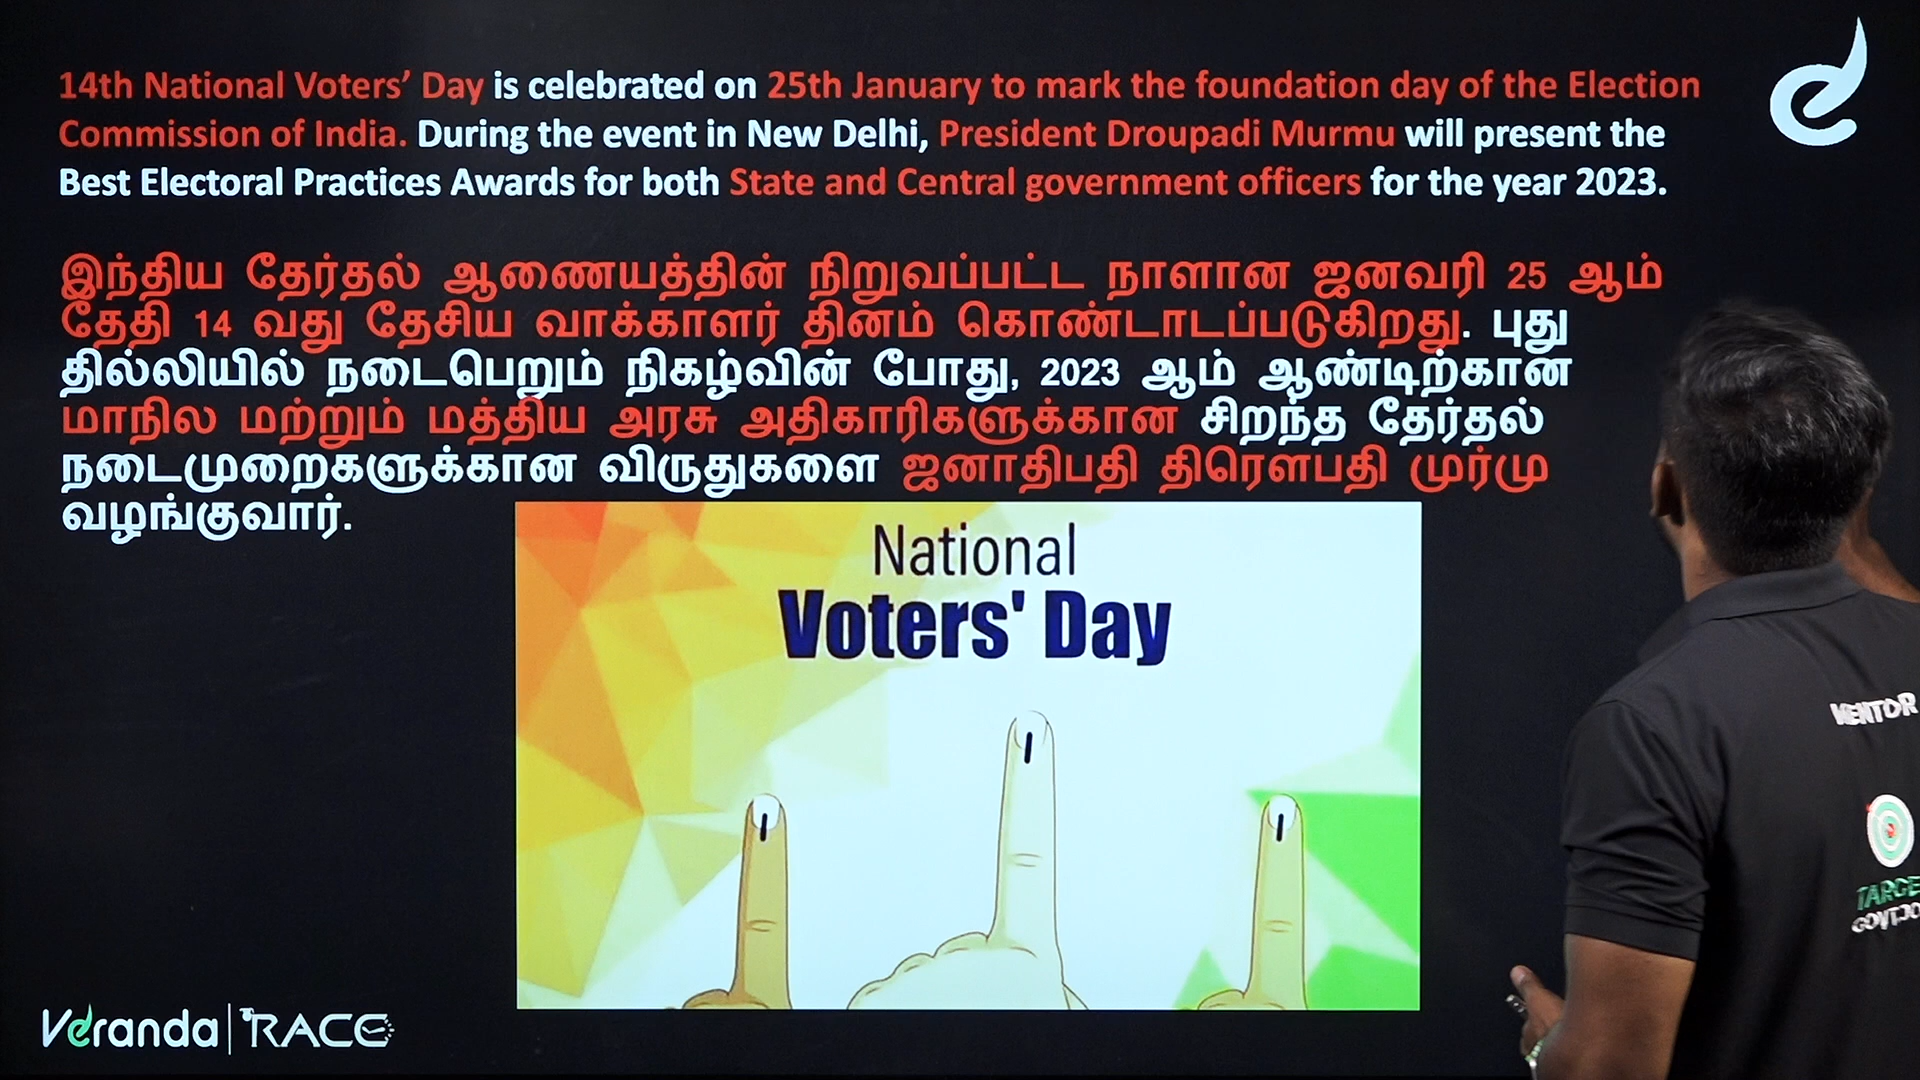 14th National Voters’ Day is celebrated on 25th January to mark the foundation day of the Election
Commission of India. During the event in New Delhi, President Droupadi Murmu will present the
Best Electoral Practices Awards for both State and Central government officers for the year 2023.
இந்திய தேர்தல் ஆணையத்தின் நிறுவப்பட்ட நாளான ஜனவரி 25 ஆம்
தேதி 14 வது தேசிய வாக்காளர் தினம் கொண்டாடப்படுகிறது. புது
தில்லியில் நடைபெறும் நிகழ்வின் போது, 2023 ஆம் ஆண்டிற்கான
மாநில மற்றும் மத்திய அரசு அதிகாரிகளுக்கான சிறந்த தேர்தல்
நடைமுறைகளுக்கான விருதுகளை ஜனாதிபதி திரௌபதி முர்மு
வழங்குவார்.
National
Voters' Day
MENTOR
Veranda RACE